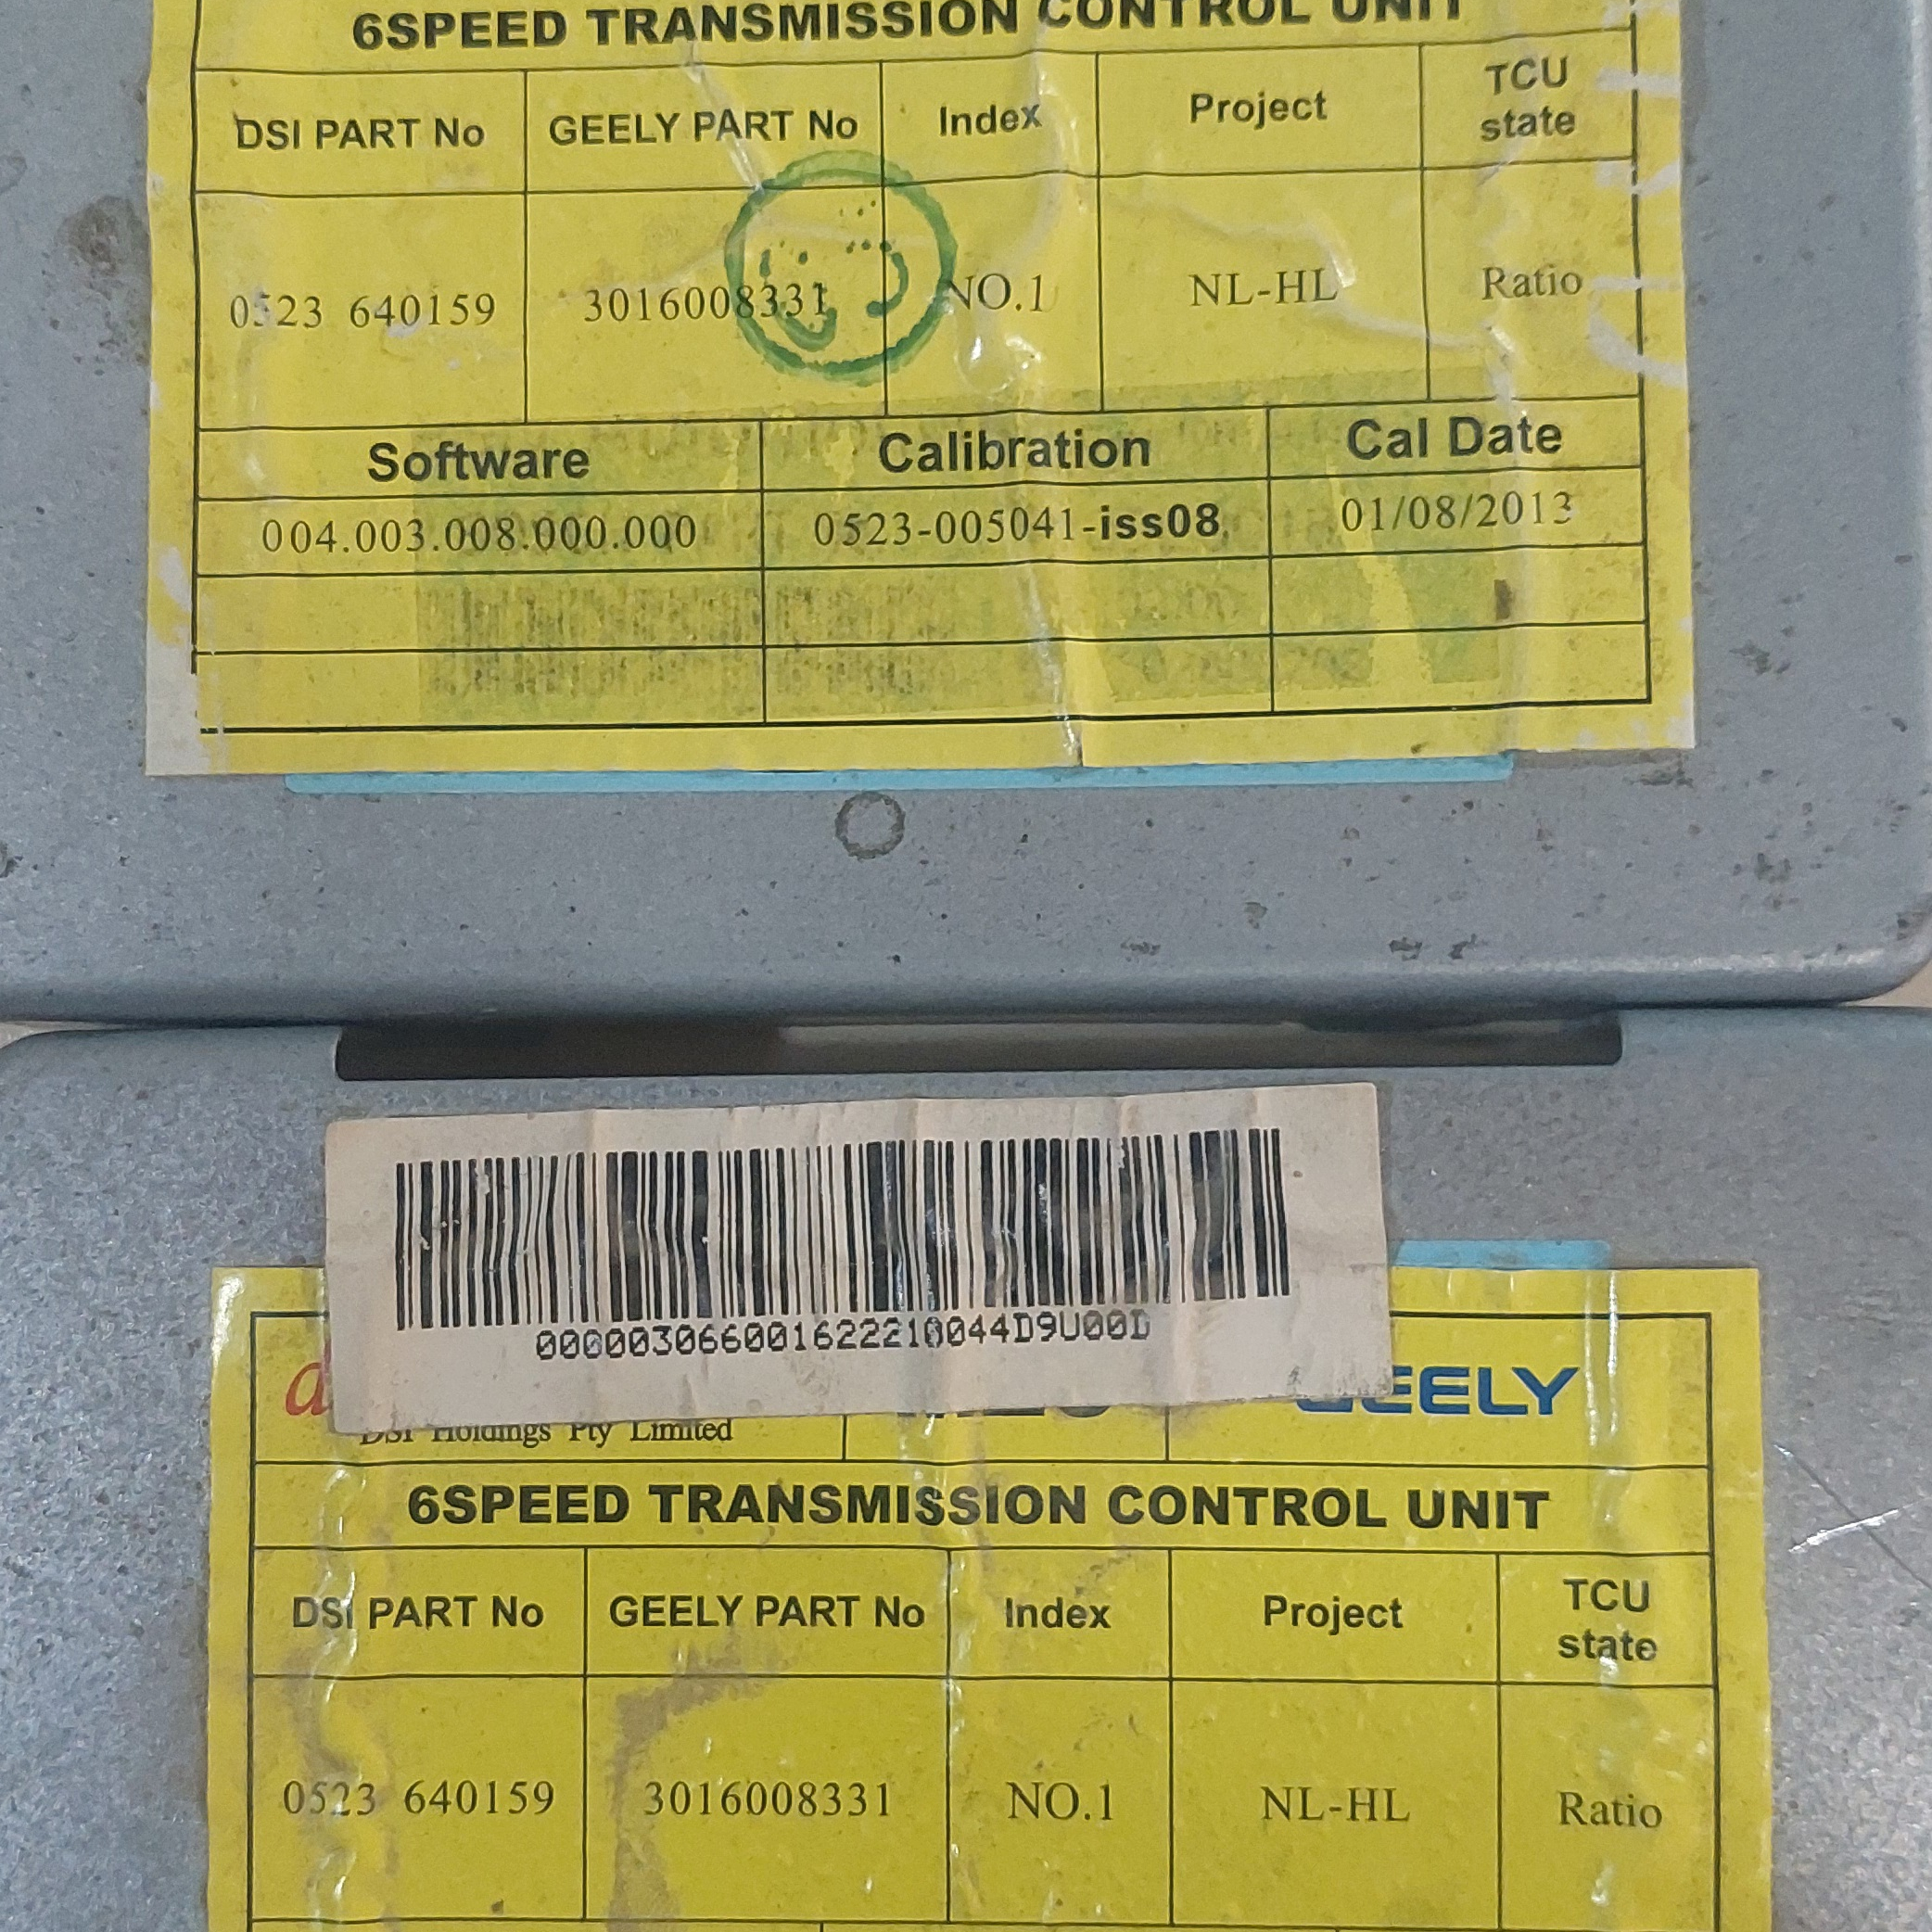 6SPEED TRANSMISSION CONTROL UNIT
DSI PART No GEELY PART No Index Project TCU state
0523 640159 3016008331 NO.1 NL-HL Ratio
Software Calibration Cal Date
004.003.008.000.000 0523-005041-iss08 01/08/2013
000003066001622210044D9U00D
GEELY
DSI Holdings Pty Limited
6SPEED TRANSMISSION CONTROL UNIT
DSI PART No GEELY PART No Index Project TCU state
0523 640159 3016008331 NO.1 NL-HL Ratio